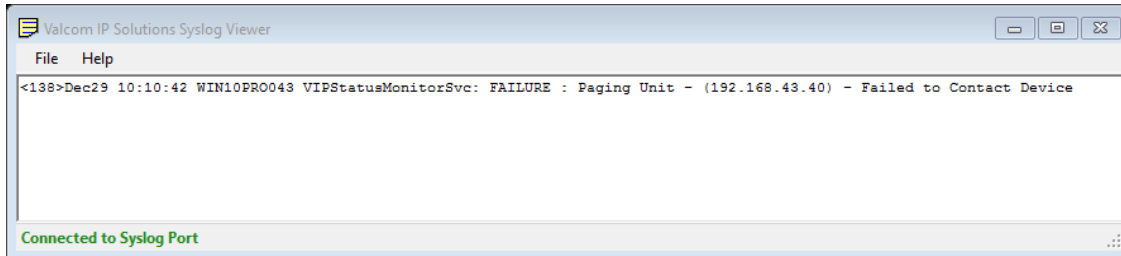 Valcom IP Solutions Syslog Viewer
File Help
<138>Dec29 10:10:42 WIN10PRO043 VIPStatusMonitorSvc: FAILURE : Paging Unit - (192.168.43.40) - Failed to Contact Device
Connected to Syslog Port